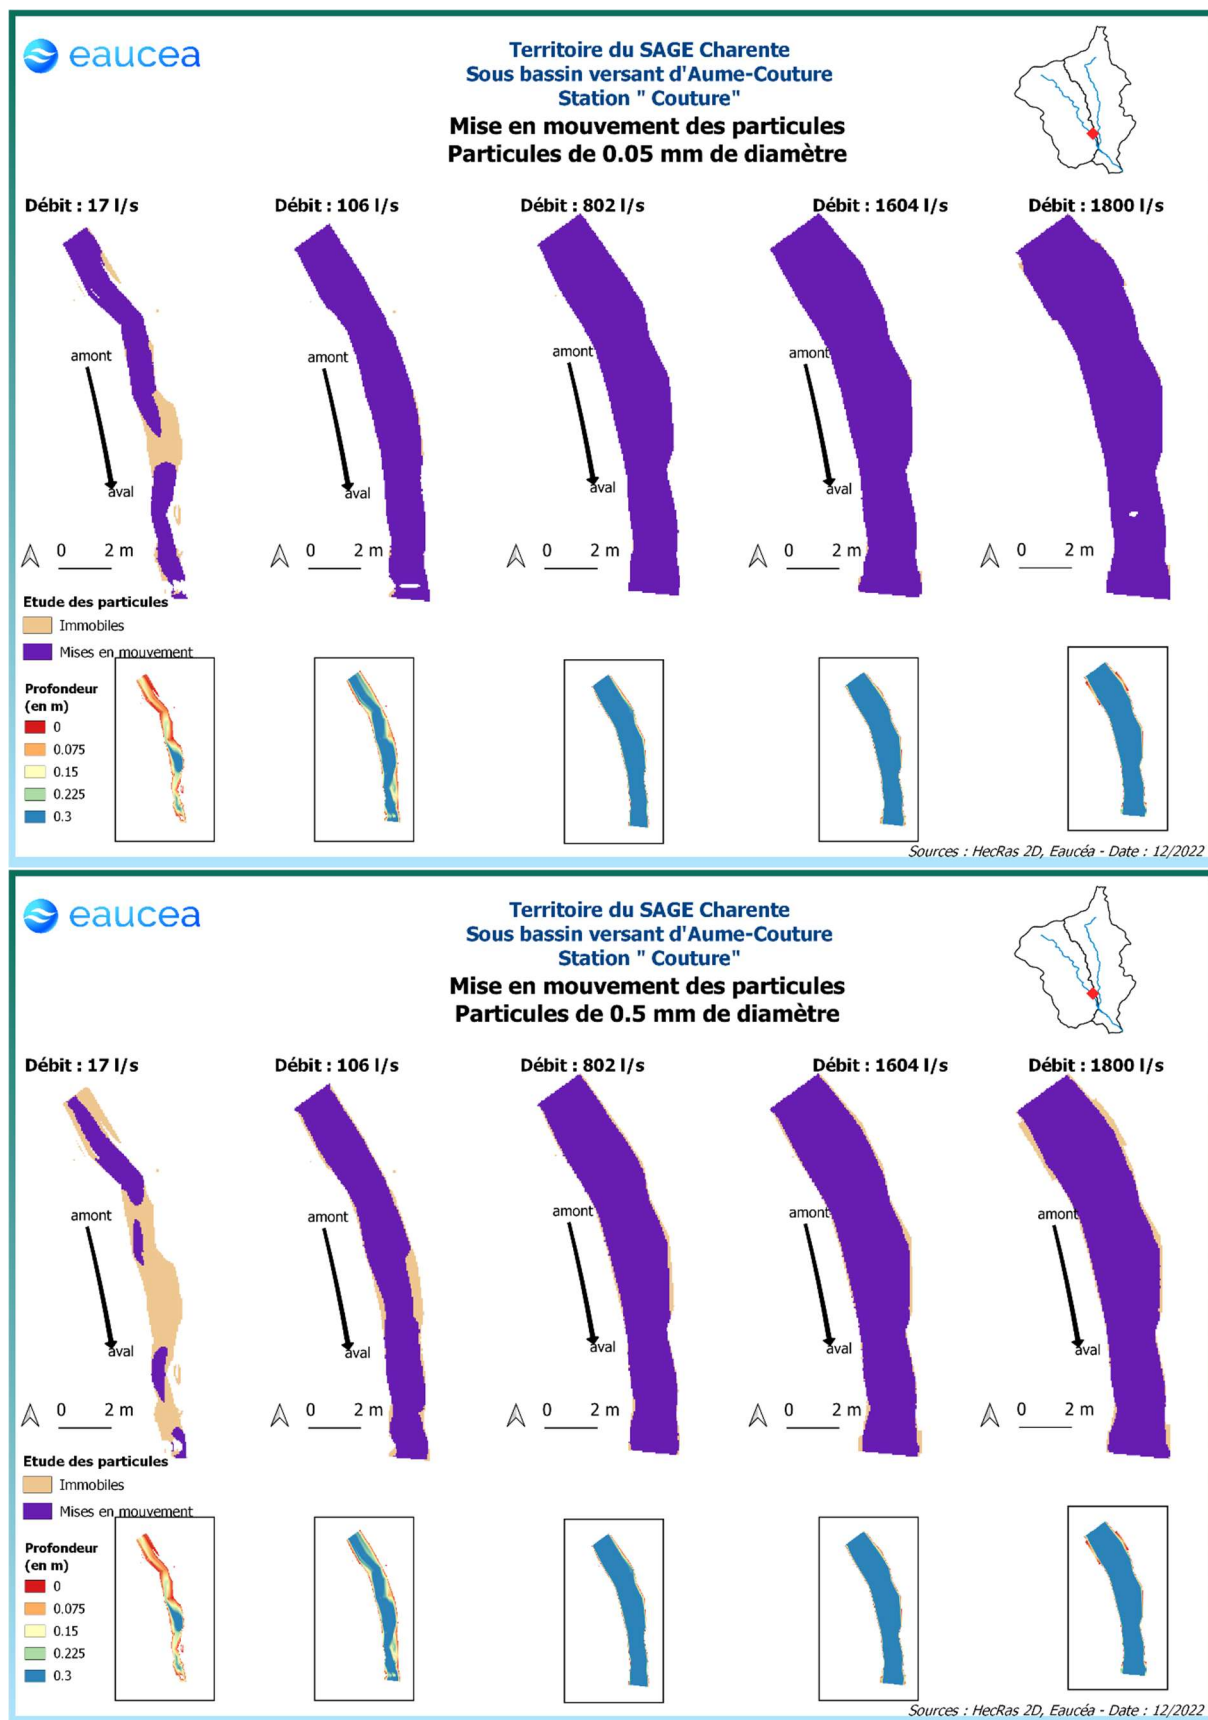 eaucea
Territoire du SAGE Charente
Sous bassin versant d'Aume-Couture
Station " Couture"
Mise en mouvement des particules
Particules de 0.05 mm de diamètre
Débit : 17 l/s
Débit : 106 l/s
Débit : 802 l/s
Débit : 1604 l/s
Débit : 1800 l/s
amont
amont
amont
amont
amont
aval
aval
aval
aval
aval
0 2 m
0 2 m
0 2 m
0 2 m
0 2 m
Etude des particules
Immobiles
Mises en mouvement
Profondeur
(en m)
0
0.075
0.15
0.225
0.3
Sources : HecRas 2D, Eaucéa - Date : 12/2022
eaucea
Territoire du SAGE Charente
Sous bassin versant d'Aume-Couture
Station " Couture"
Mise en mouvement des particules
Particules de 0.5 mm de diamètre
Débit : 17 l/s
Débit : 106 l/s
Débit : 802 l/s
Débit : 1604 l/s
Débit : 1800 l/s
amont
amont
amont
amont
amont
aval
aval
aval
aval
aval
0 2 m
0 2 m
0 2 m
0 2 m
0 2 m
Etude des particules
Immobiles
Mises en mouvement
Profondeur
(en m)
0
0.075
0.15
0.225
0.3
Sources : HecRas 2D, Eaucéa - Date : 12/2022